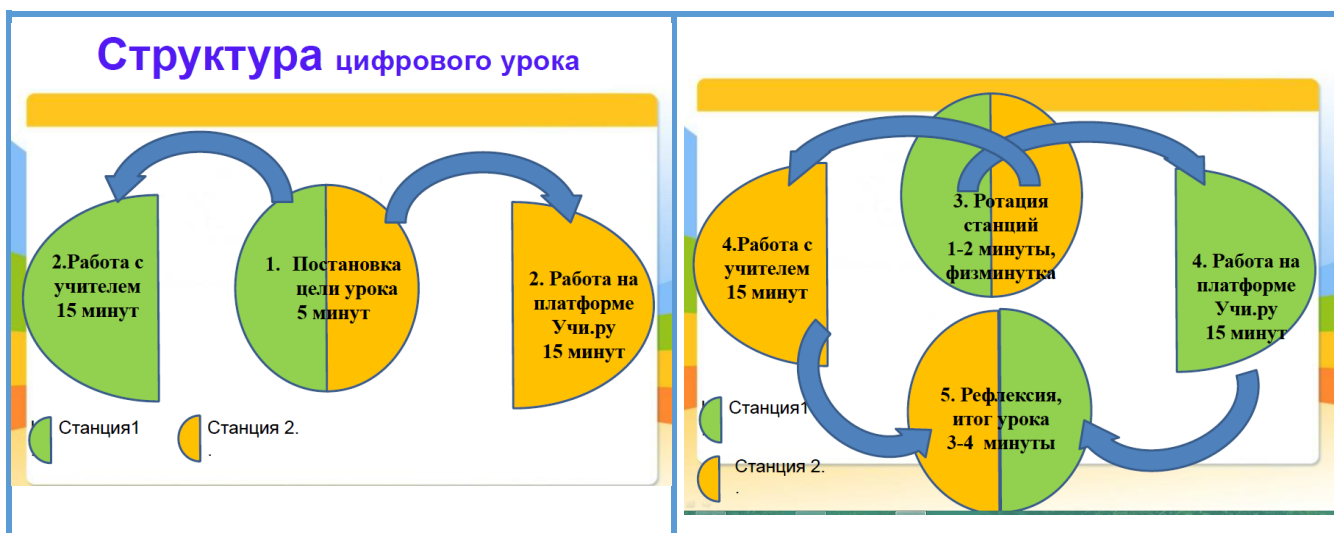 Структура цифрового урока
2.Работа с
учителем
15 минут
1. Постановка
цели урока
5 минут
2. Работа на
платформе
Учи.ру
15 минут
Станция1
Станция 2.
.
3. Ротация
станций
1-2 минуты,
физминутка
4.Работа с
учителем
15 минут
4. Работа на
платформе
Учи.ру
15 минут
5. Рефлексия,
итог урока
3-4 минуты
Станция1
Станция 2.
.